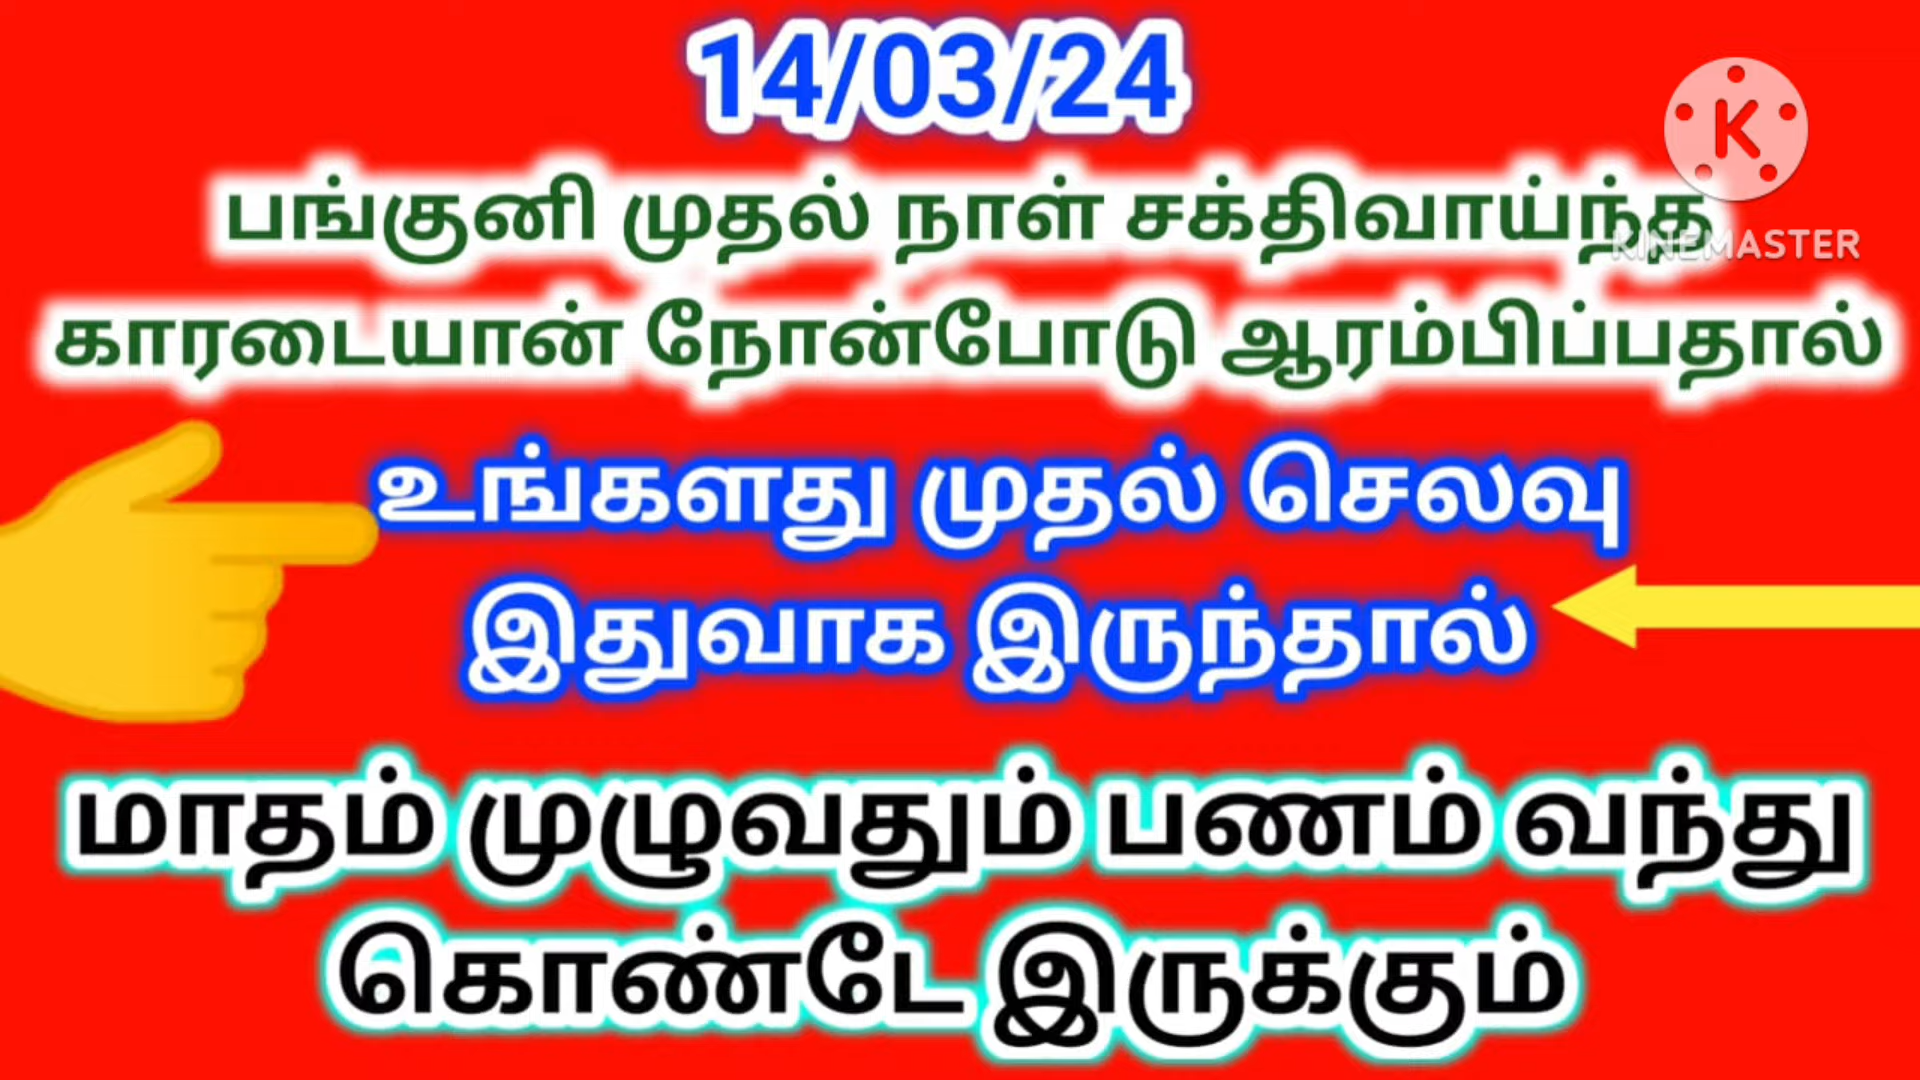 14/03/24
பங்குனி முதல் நாள் சக்திவாய்ந்த
காரடையான் நோன்போடு ஆரம்பிப்பதால்
உங்களது முதல் செலவு
இதுவாக இருந்தால்
மாதம் முழுவதும் பணம் வந்து
கொண்டே இருக்கும்
K
KINEMASTER